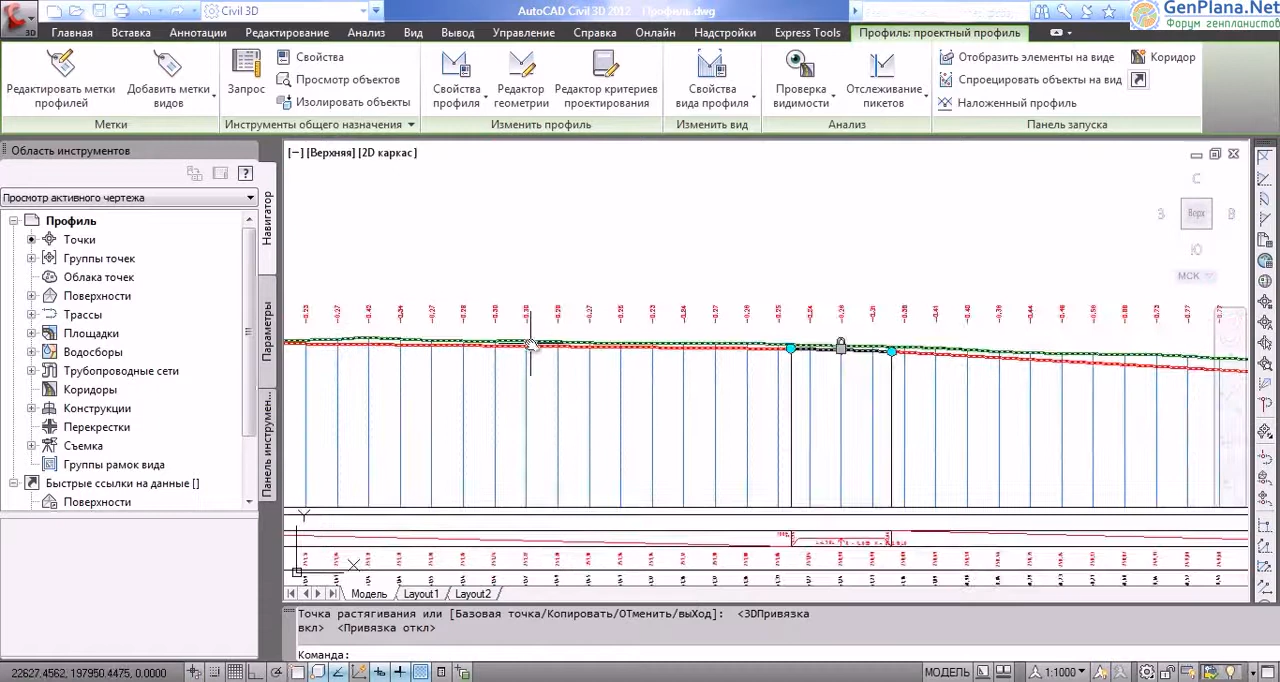 Civil 3D
AutoCAD Civil 3D 2012 Профиль.dwg
GenPlana.Net
Форум генпланистов
Главная Вставка Аннотации Редактирование Анализ Вид Вывод Управление Справка Онлайн Надстройки Express Tools Профиль: проектный профиль
Редактировать метки профилей
Добавить метки видов
Метки
Запрос
Свойства
Просмотр объектов
Изолировать объекты
Инструменты общего назначения
Свойства профиля
Редактор геометрии
Редактор критериев проектирования
Изменить профиль
Свойства вида профиля
Изменить вид
Проверка видимости
Отслеживание пикетов
Анализ
Отобразить элементы на виде
Коридор
Спроецировать объекты на вид
Наложенный профиль
Панель запуска
Область инструментов
Просмотр активного чертежа
Профиль
Точки
Группы точек
Облака точек
Поверхности
Трассы
Площадки
Водосборы
Трубопроводные сети
Коридоры
Конструкции
Перекрестки
Съемка
Группы рамок вида
Быстрые ссылки на данные []
Поверхности
Навигатор
Параметры
Панель инструмен...
[−] [Верхняя] [2D каркас]
С
З Верх В
Ю
МСК
Y
X
Модель Layout1 Layout2
Точка растягивания или [Базовая точка/Копировать/ОТменить/выХод]: <3DПривязка
вкл> <Привязка откл>
Команда:
22627.4562, 197950.4475, 0.0000
МОДЕЛЬ
1:1000